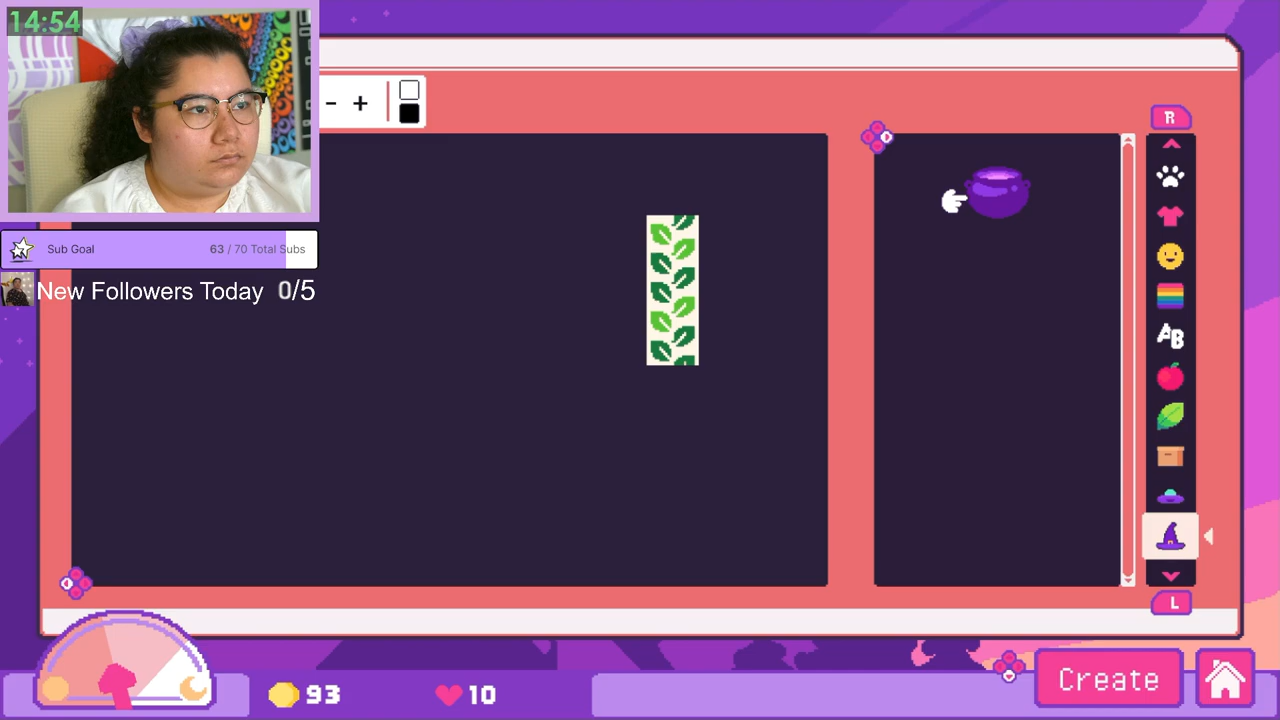 14:54
- +
Sub Goal 63 / 70 Total Subs
New Followers Today 0/5
R
AB
L
93
10
Create